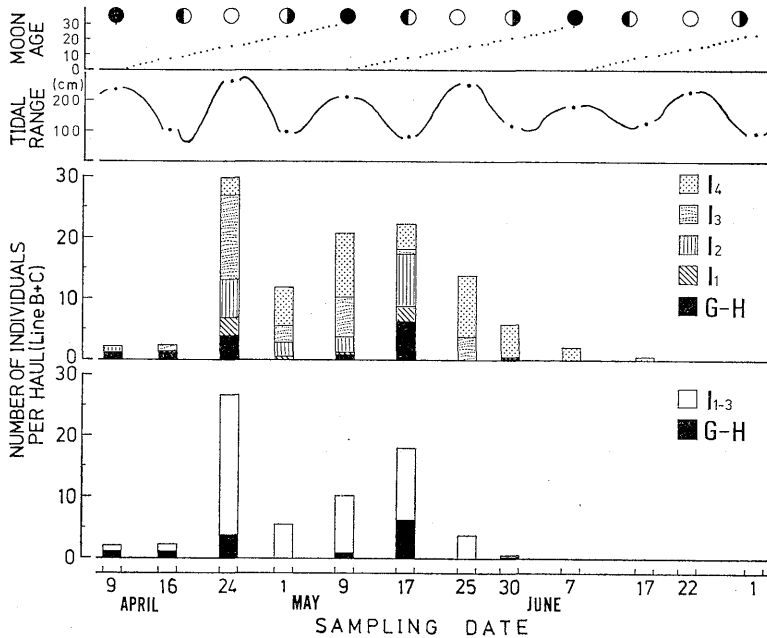 MOON AGE
30
20
10
0
TIDAL RANGE
(cm)
200
100
NUMBER OF INDIVIDUALS PER HAUL (Line B+C)
30
20
10
0
I4
I3
I2
I1
G-H
30
20
10
0
I1-3
G-H
9 16 24 1 9 17 25 30 7 17 22 1
APRIL MAY JUNE
SAMPLING DATE